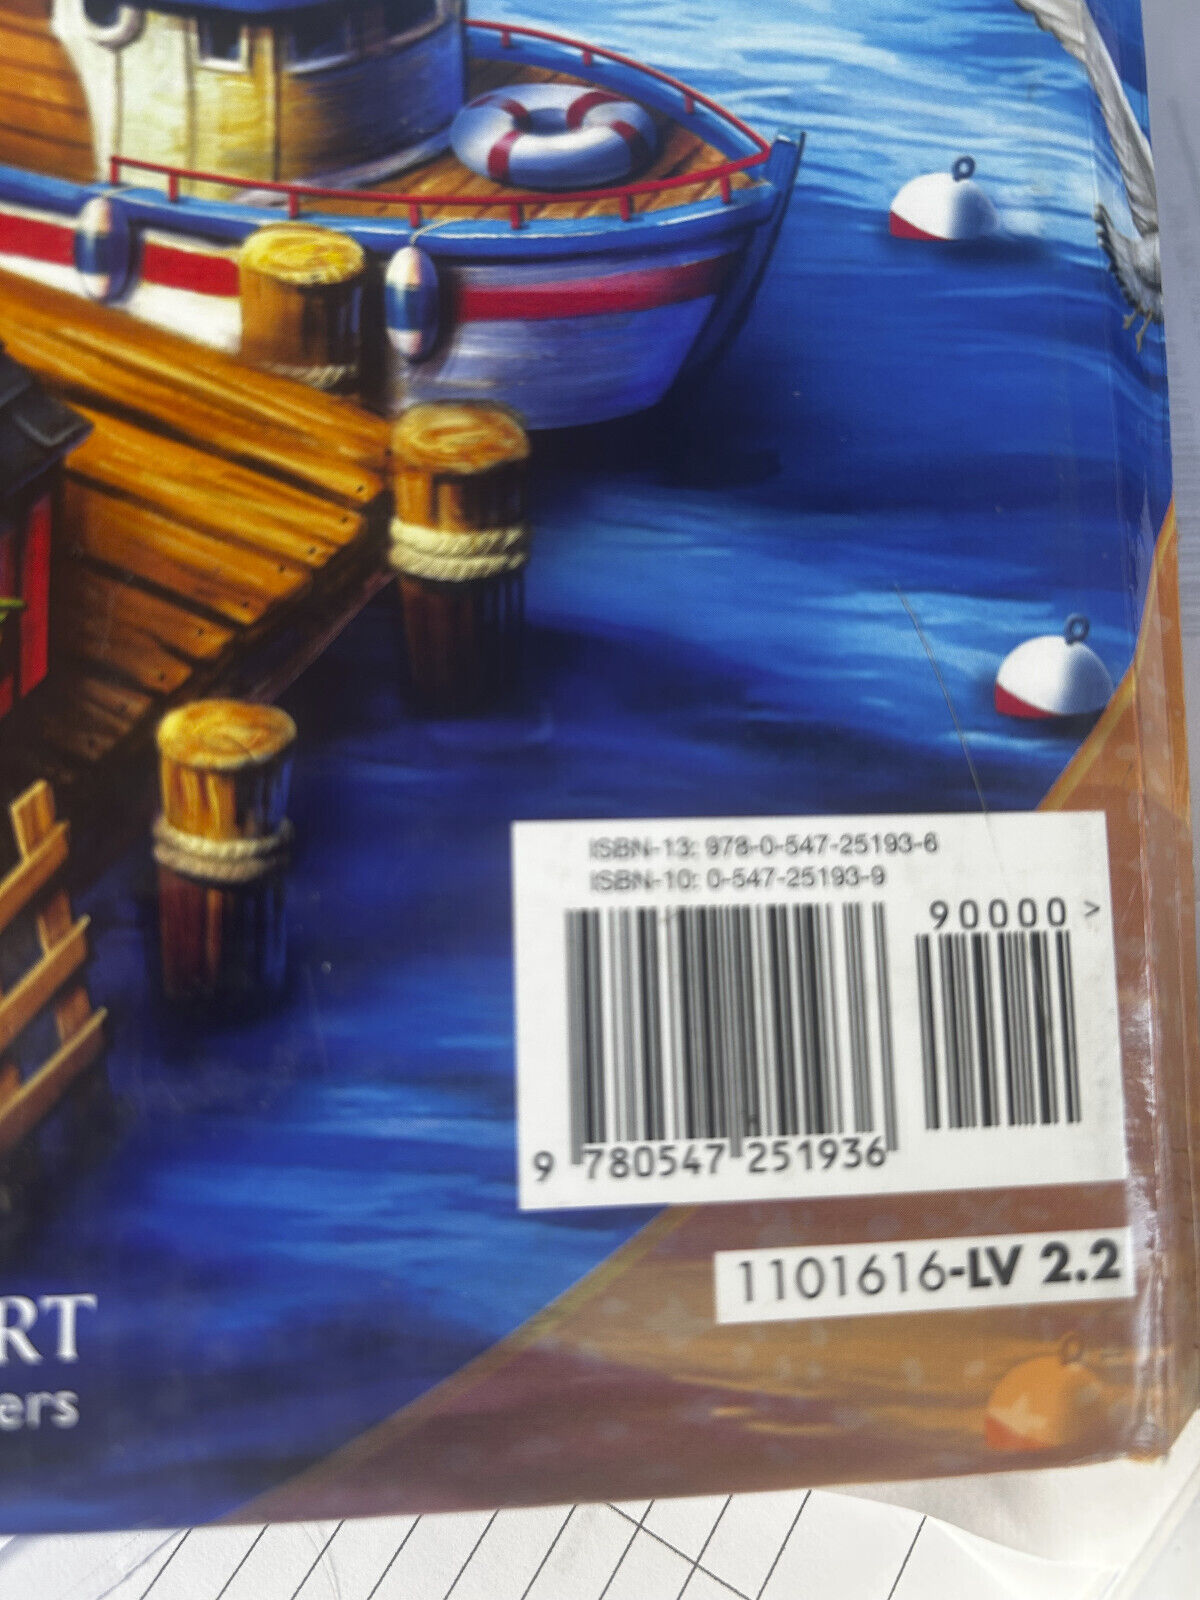 ISBN-13: 978-0-547-25193-6
ISBN-10: 0-547-25193-9
90000 >
9 780547 251936
1101616-LV 2.2
RT
ers